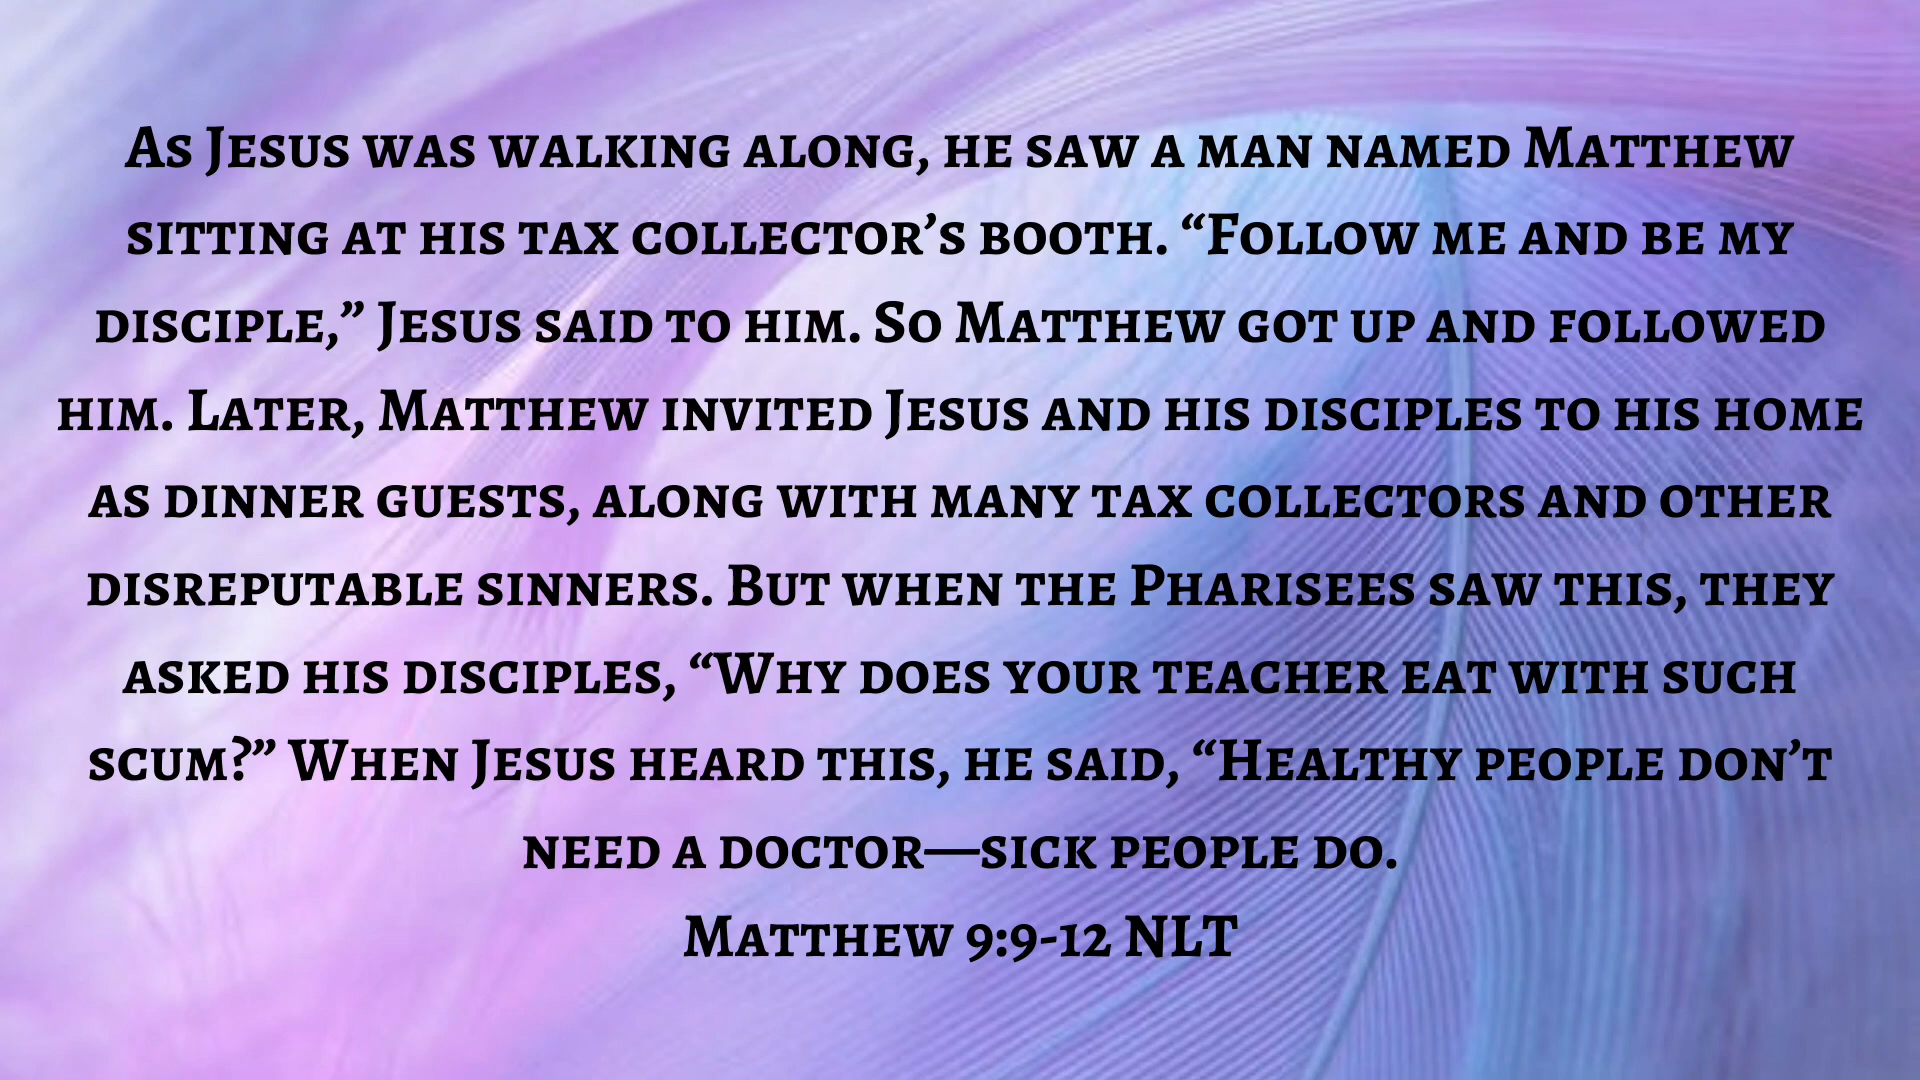 As Jesus was walking along, he saw a man named Matthew
sitting at his tax collector’s booth. “Follow me and be my
disciple,” Jesus said to him. So Matthew got up and followed
him. Later, Matthew invited Jesus and his disciples to his home
as dinner guests, along with many tax collectors and other
disreputable sinners. But when the Pharisees saw this, they
asked his disciples, “Why does your teacher eat with such
scum?” When Jesus heard this, he said, “Healthy people don’t
need a doctor—sick people do.
Matthew 9:9-12 NLT